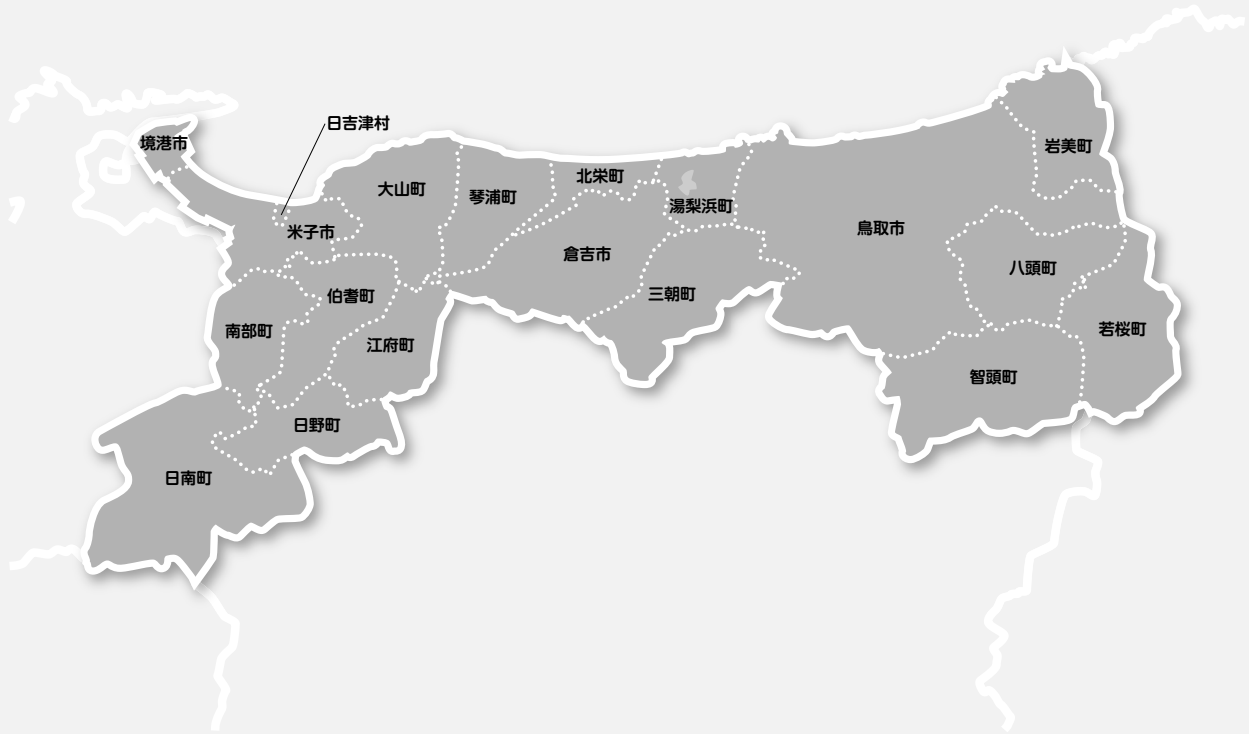 日吉津村
境港市
岩美町
北栄町
大山町
琴浦町
湯梨浜町
鳥取市
米子市
倉吉市
八頭町
伯耆町
三朝町
南部町
若桜町
江府町
智頭町
日野町
日南町